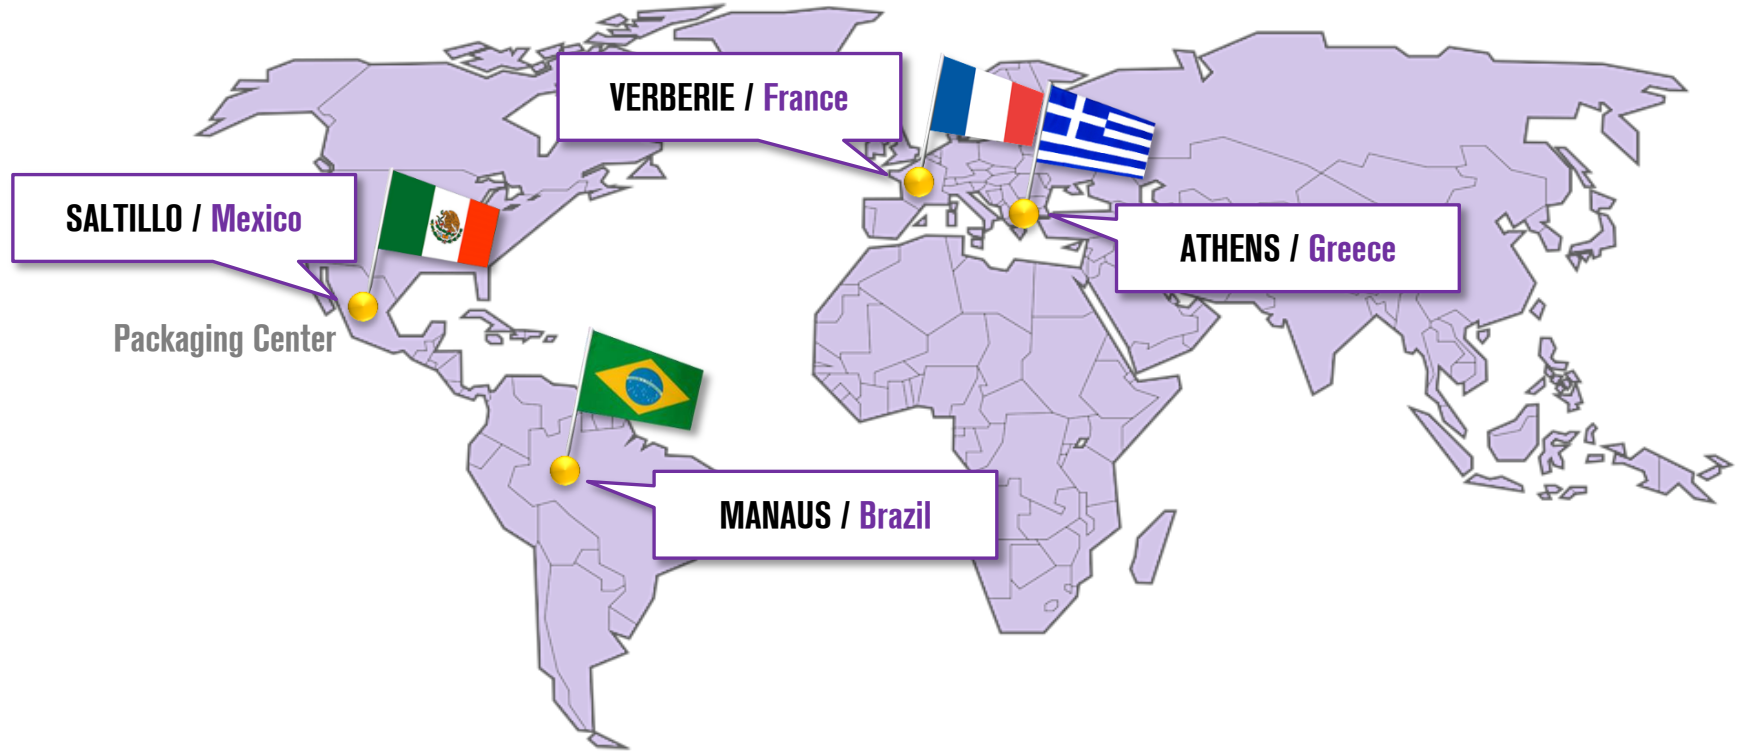 VERBERIE / France
SALTILLO / Mexico
ATHENS / Greece
Packaging Center
MANAUS / Brazil